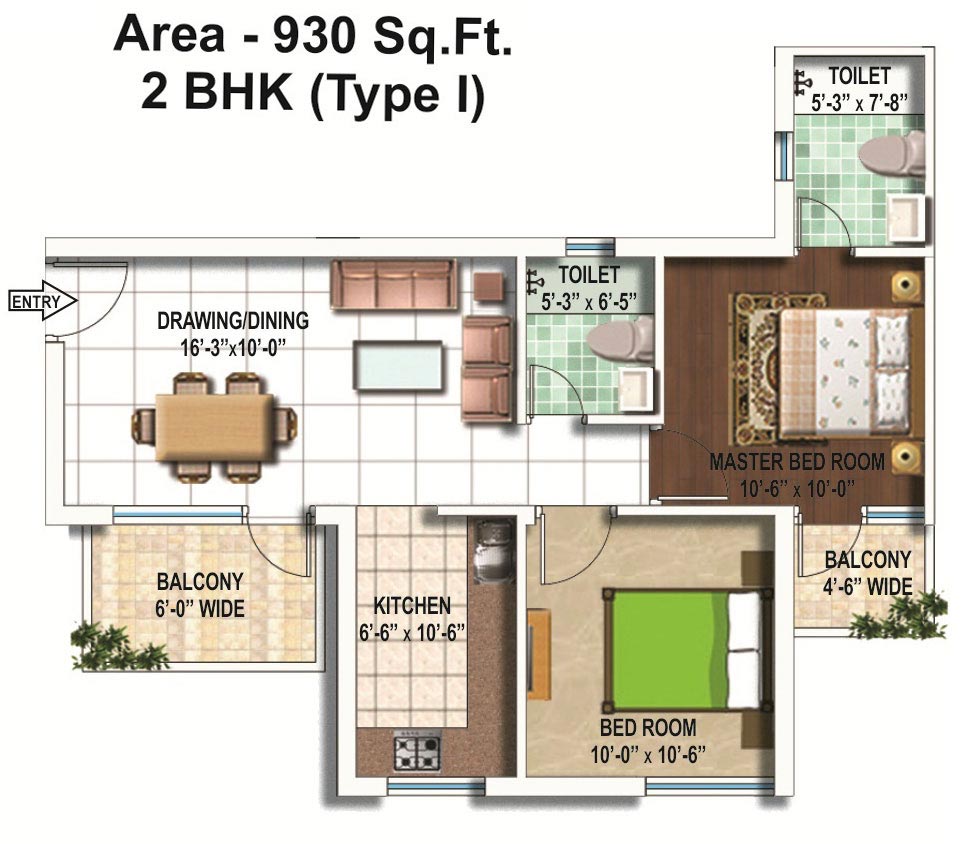 Area - 930 Sq.Ft.
2 BHK (Type I)
TOILET
5'-3" x 7'-8"
ENTRY
DRAWING/DINING
16'-3"x10'-0"
TOILET
5'-3" x 6'-5"
MASTER BED ROOM
10'-6" x 10'-0"
BALCONY
6'-0" WIDE
KITCHEN
6'-6" x 10'-6"
BALCONY
4'-6" WIDE
BED ROOM
10'-0" x 10'-6"